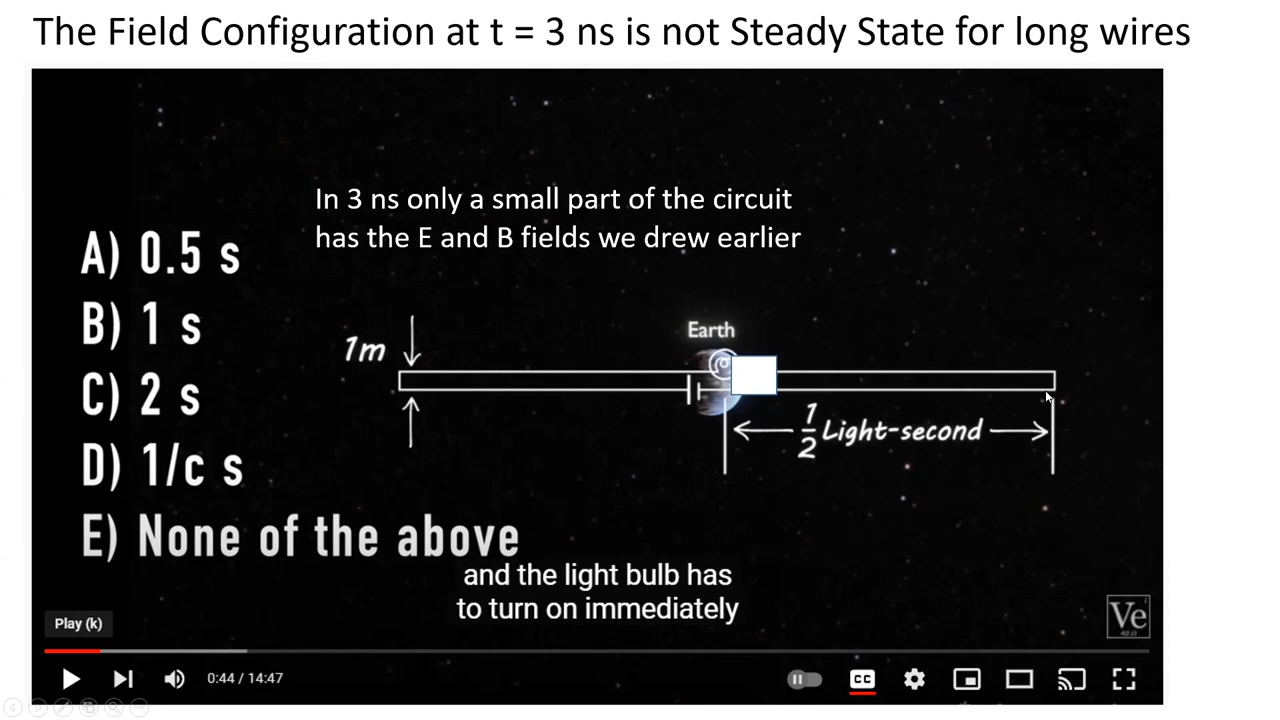 The Field Configuration at t = 3 ns is not Steady State for long wires
In 3 ns only a small part of the circuit
has the E and B fields we drew earlier
A) 0.5 s
B) 1 s
C) 2 s
D) 1/c s
E) None of the above
1m
Earth
1/2 Light-second
and the light bulb has
to turn on immediately
Play (k)
Ve
42.0
0:44 / 14:47
CC